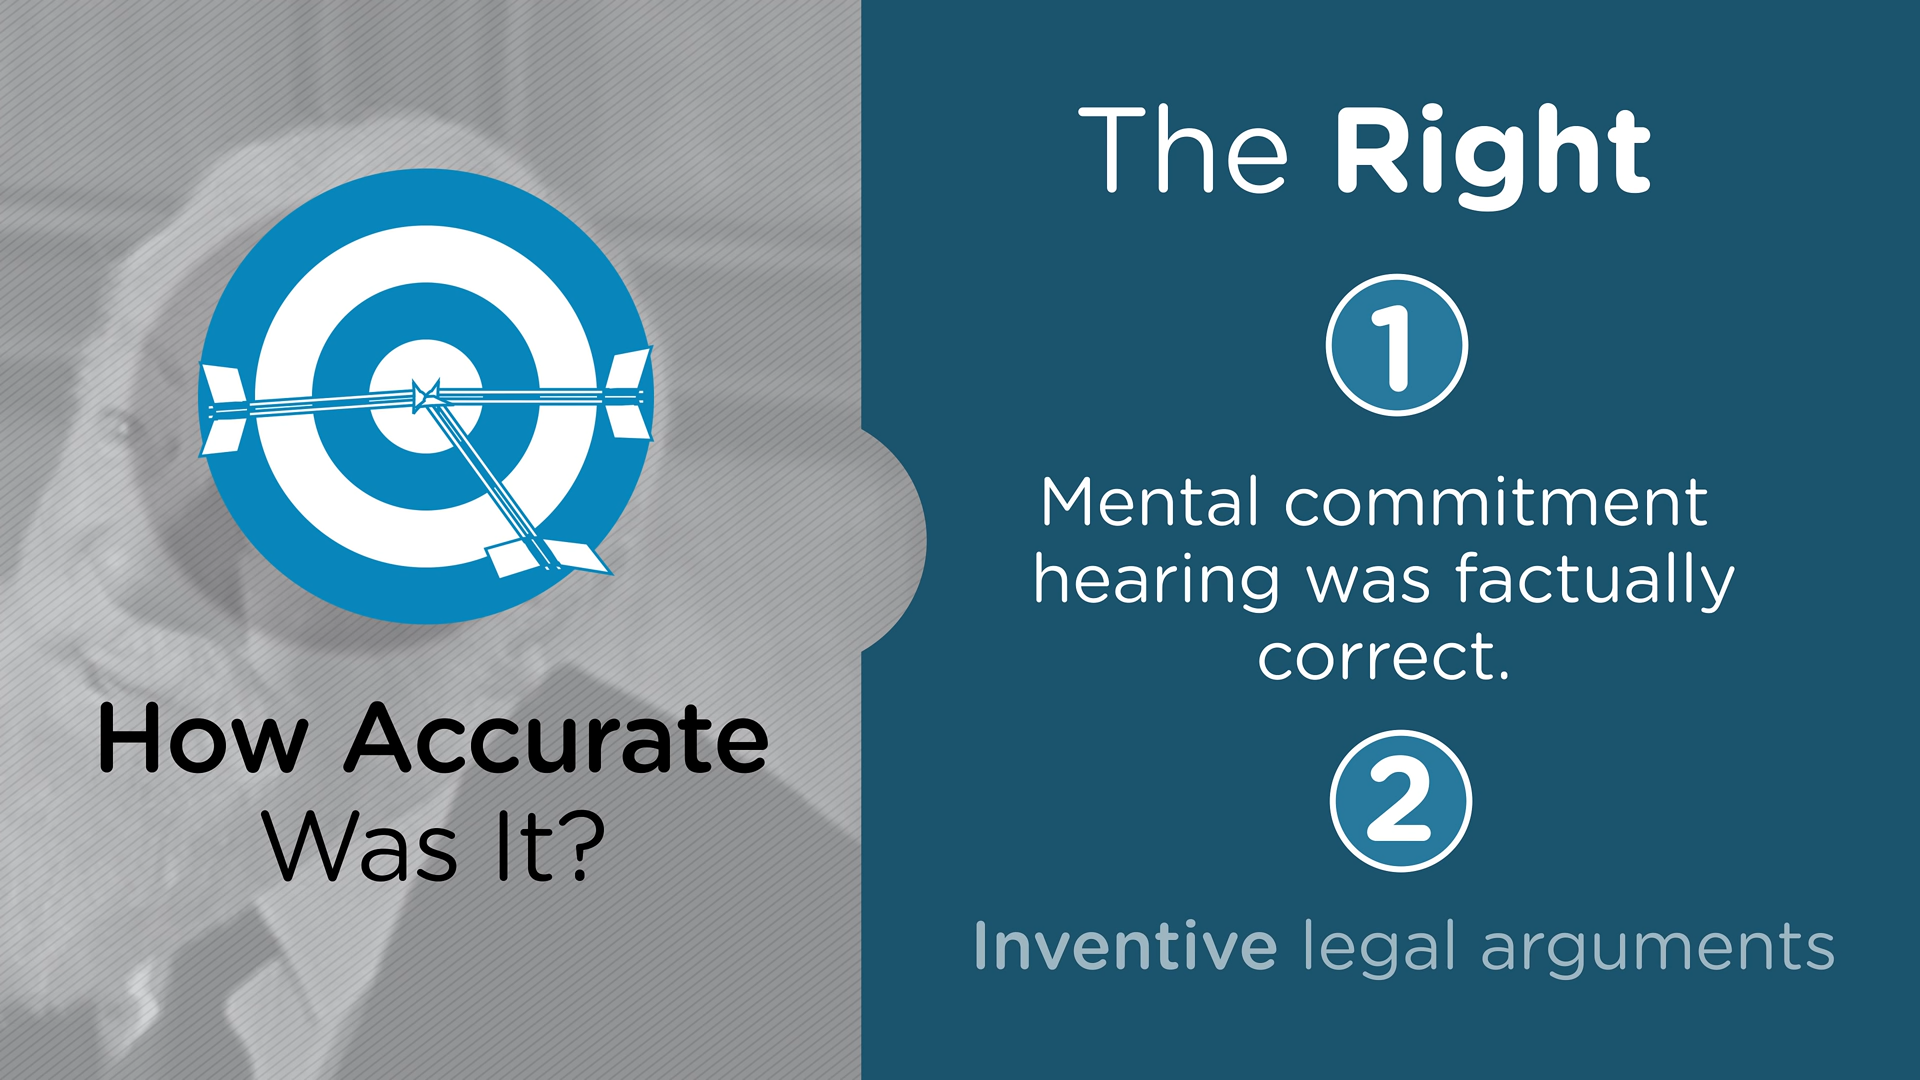 How Accurate
Was It?
The Right
1
Mental commitment
hearing was factually
correct.
2
Inventive legal arguments